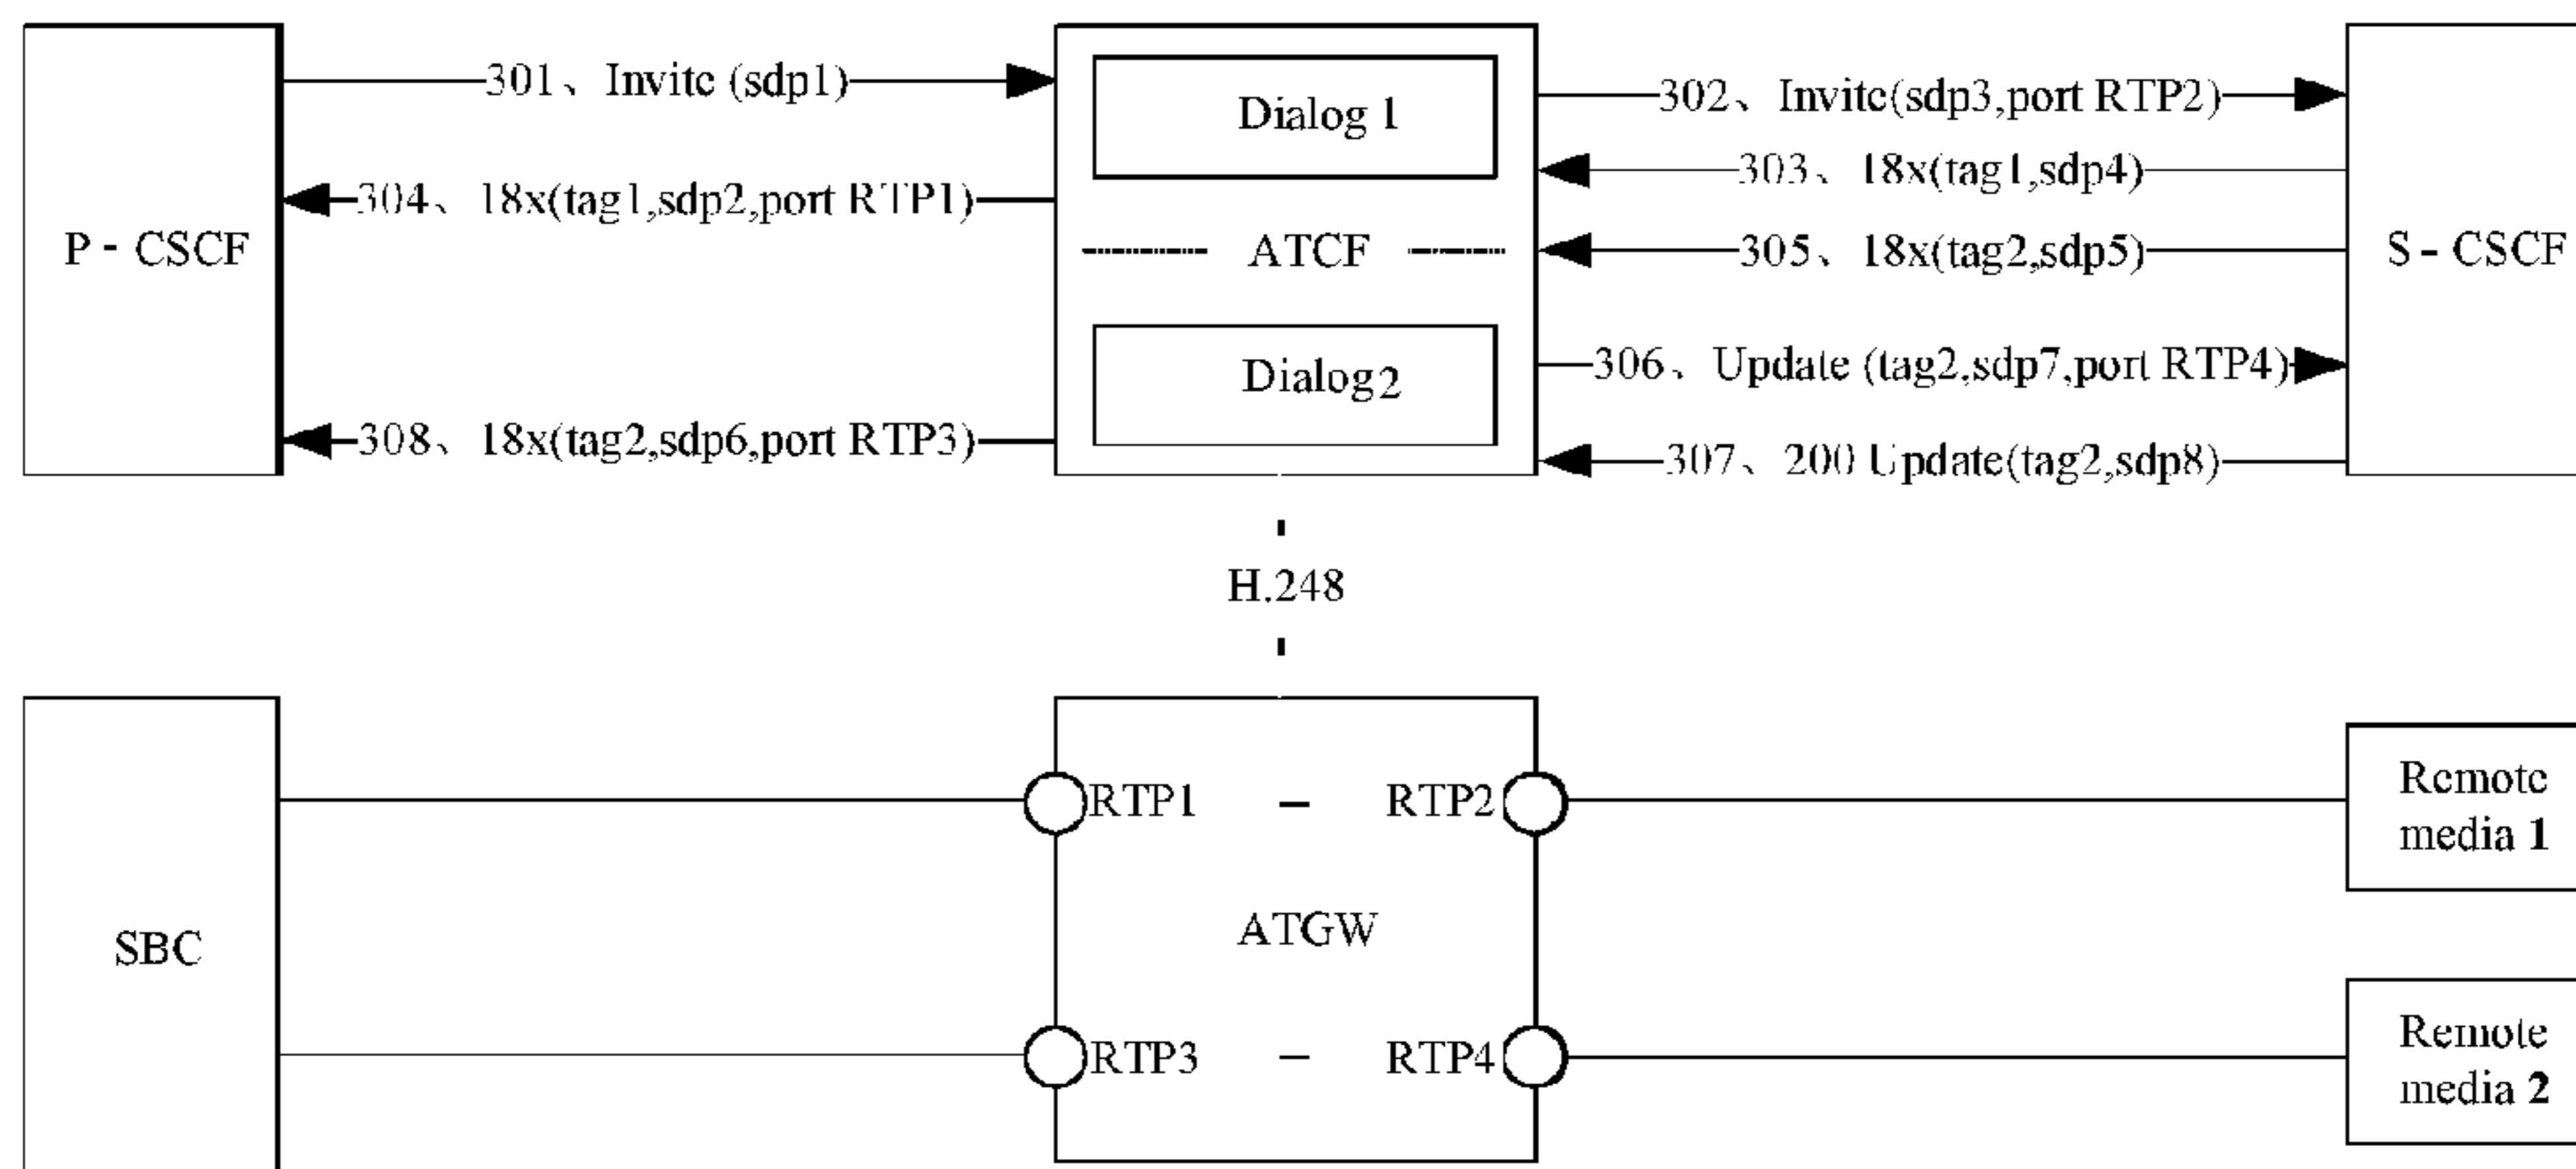 301、Invite (sdp1)
302、Invite(sdp3,port RTP2)
Dialog 1
303、18x(tag1,sdp4)
304、18x(tag1,sdp2,port RTP1)
P - CSCF
ATCF
305、18x(tag2,sdp5)
S - CSCF
306、Update (tag2,sdp7,port RTP4)
Dialog2
308、18x(tag2,sdp6,port RTP3)
307、200 Update(tag2,sdp8)
H.248
RTP1 – RTP2
Remote
media 1
ATGW
SBC
RTP3 – RTP4
Remote
media 2